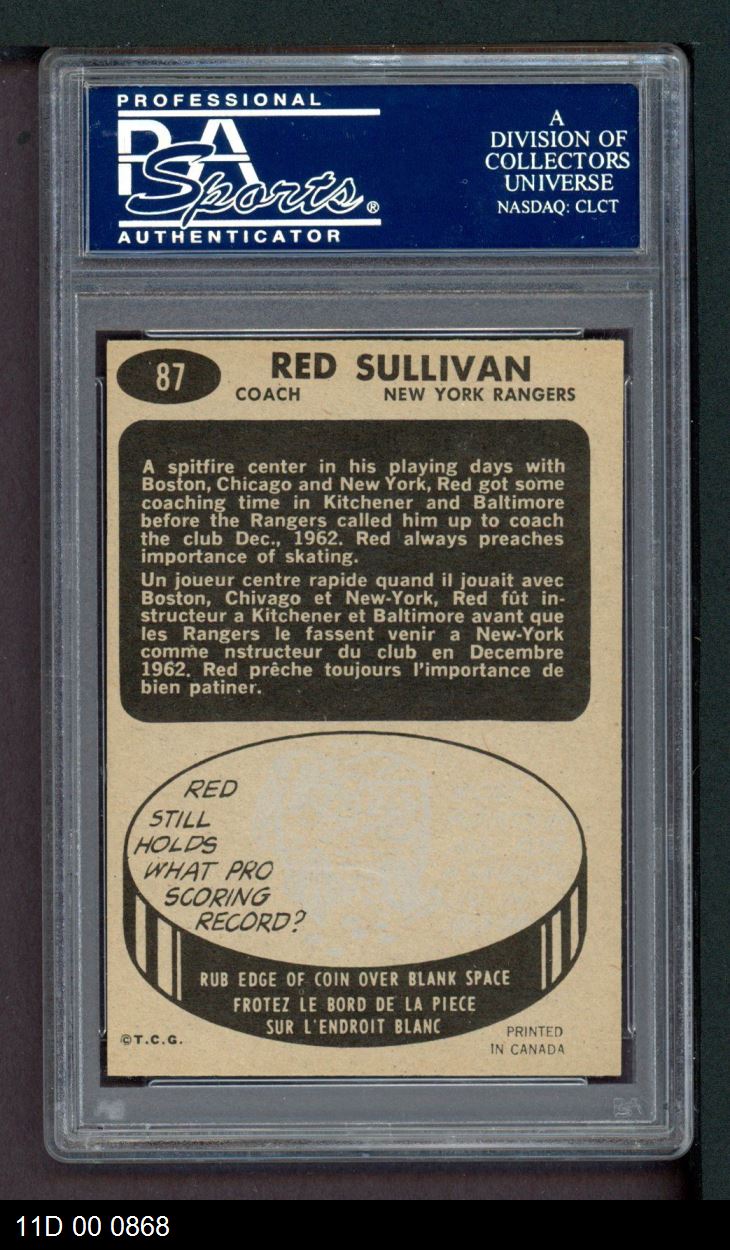 PROFESSIONAL
PSA
Sports®
AUTHENTICATOR
A
DIVISION OF
COLLECTORS
UNIVERSE
NASDAQ: CLCT
87
RED SULLIVAN
COACH NEW YORK RANGERS
A spitfire center in his playing days with
Boston, Chicago and New York, Red got some
coaching time in Kitchener and Baltimore
before the Rangers called him up to coach
the club Dec., 1962. Red always preaches
importance of skating.
Un joueur centre rapide quand il jouait avec
Boston, Chivago et New-York, Red fût in-
structeur a Kitchener et Baltimore avant que
les Rangers le fassent venir a New-York
comme nstructeur du club en Decembre
1962. Red prêche toujours l'importance de
bien patiner.
RED
STILL
HOLDS
WHAT PRO
SCORING
RECORD?
RUB EDGE OF COIN OVER BLANK SPACE
FROTEZ LE BORD DE LA PIECE
SUR L'ENDROIT BLANC
©T.C.G.
PRINTED
IN CANADA
PSA
11D 00 0868